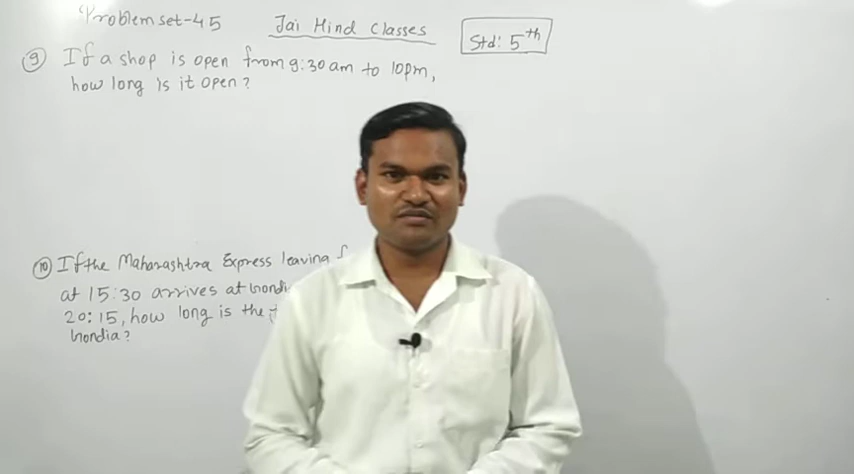 Problem set-45
Jai Hind Classes
Std: 5th
9 If a shop is open from 9:30am to 10pm,
how long is it open?
10 If the Maharashtra Express leaving
at 15:30 arrives at
20:15, how long is the
Gondia?